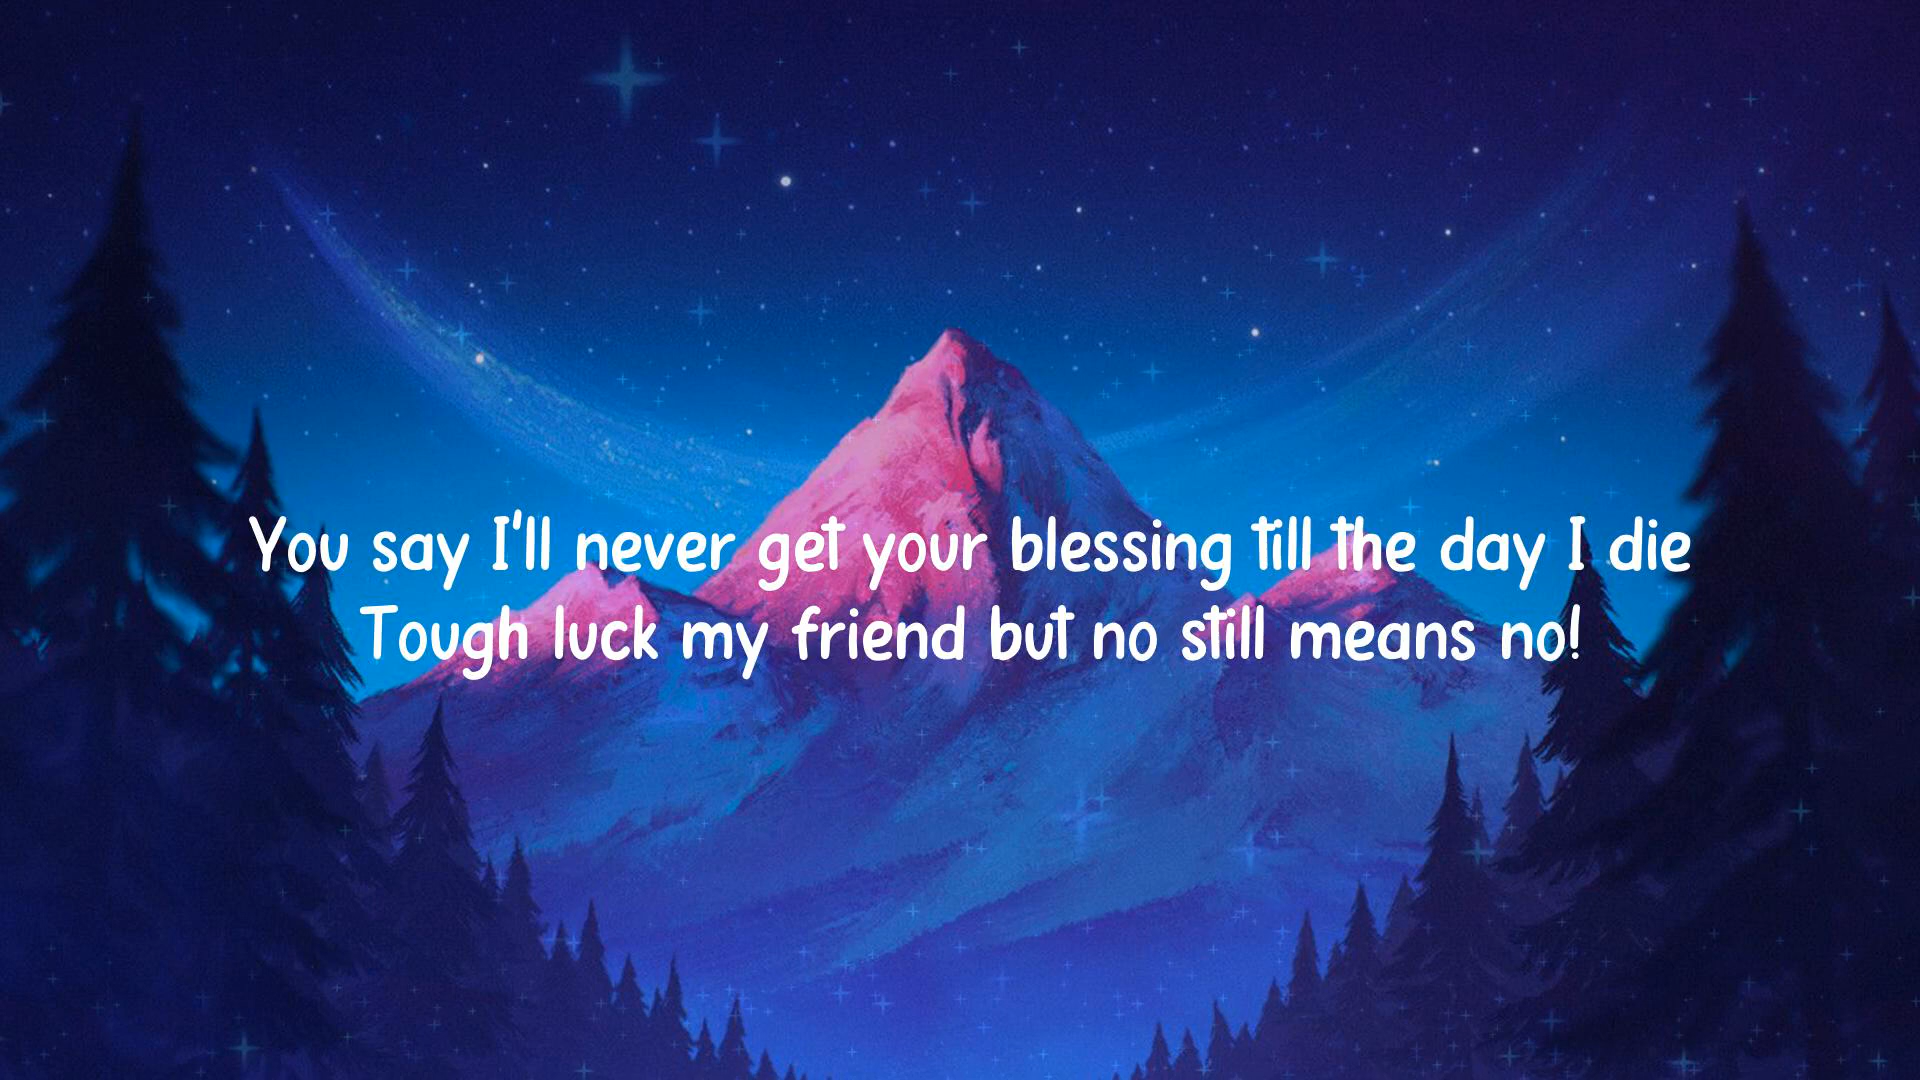 You say I'll never get your blessing till the day I die
Tough luck my friend but no still means no!